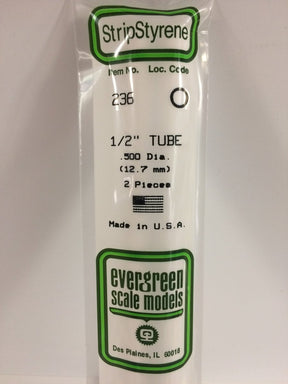 StripStyrene
Item No. Loc. Code
236
1/2" TUBE
.500 Dia.
(12.7 mm)
2 Pieces
Made in U.S.A.
evergreen
scale models
Des Plaines, IL 60018